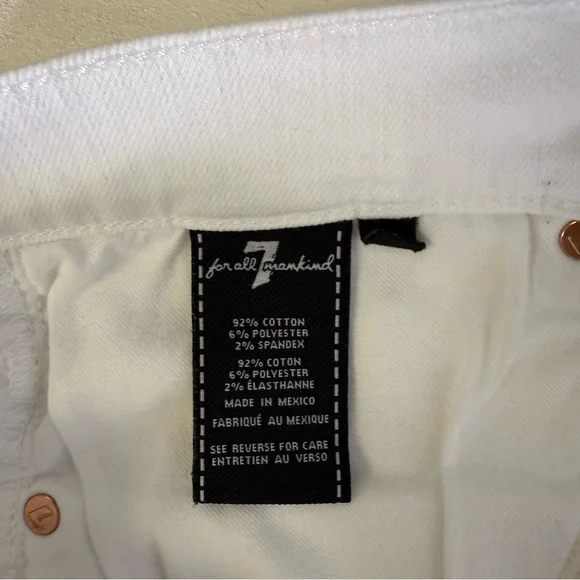 for all 7 mankind
92% COTTON
6% POLYESTER
2% SPANDEX
92% COTON
6% POLYESTER
2% ÉLASTHANNE
MADE IN MEXICO
FABRIQUÉ AU MEXIQUE
SEE REVERSE FOR CARE
ENTRETIEN AU VERSO